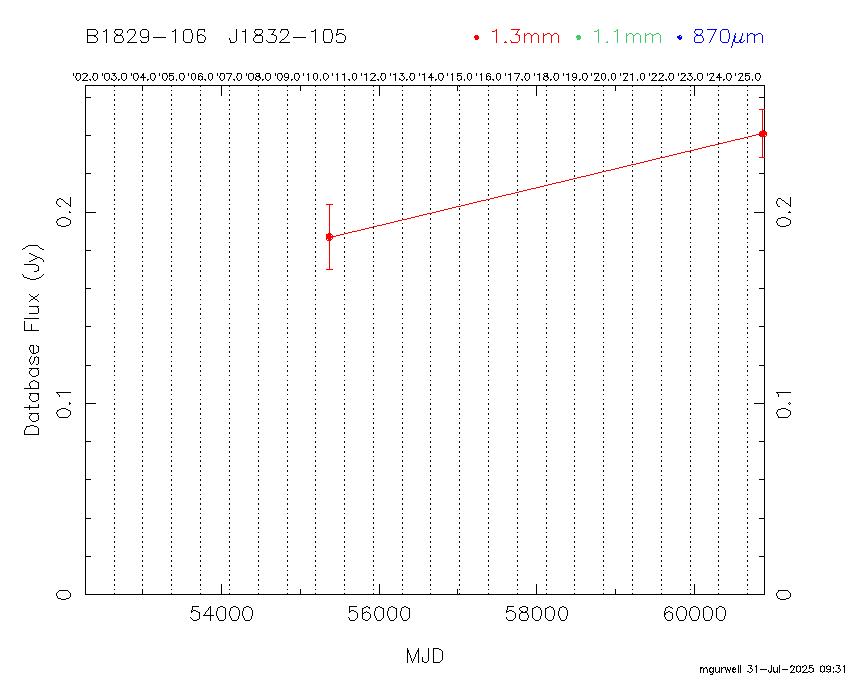 B1829−106 J1832−105 1.3mm 1.1mm 870μm
'02.0 '03.0 '04.0 '05.0 '06.0 '07.0 '08.0 '09.0 '10.0 '11.0 '12.0 '13.0 '14.0 '15.0 '16.0 '17.0 '18.0 '19.0 '20.0 '21.0 '22.0 '23.0 '24.0 '25.0
0.2 0.2
Database Flux (Jy)
0.1 0.1
0 0
54000 56000 58000 60000
MJD
mgurwell 31−Jul−2025 09:31